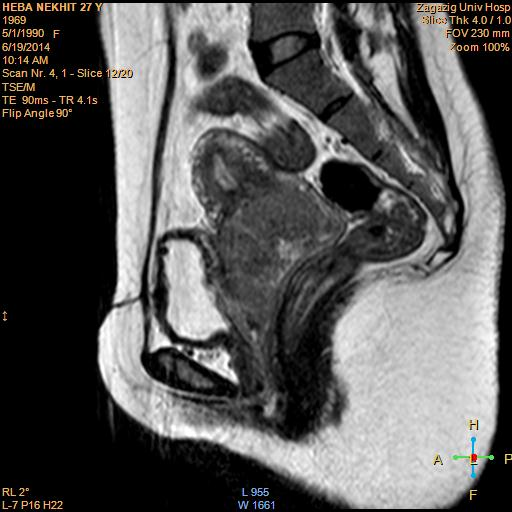 HEBA NEKHIT 27 Y
1969
5/1/1990 F
6/19/2014
10:14 AM
Scan Nr. 4, 1 - Slice 12/20
TSE/M
TE 90ms - TR 4.1s
Flip Angle 90°
Zagazig Univ Hosp
Slice Thk 4.0 / 1.0
FOV 230 mm
Zoom 100%
H
A
P
F
RL 2°
L-7 P16 H22
L 955
W 1661